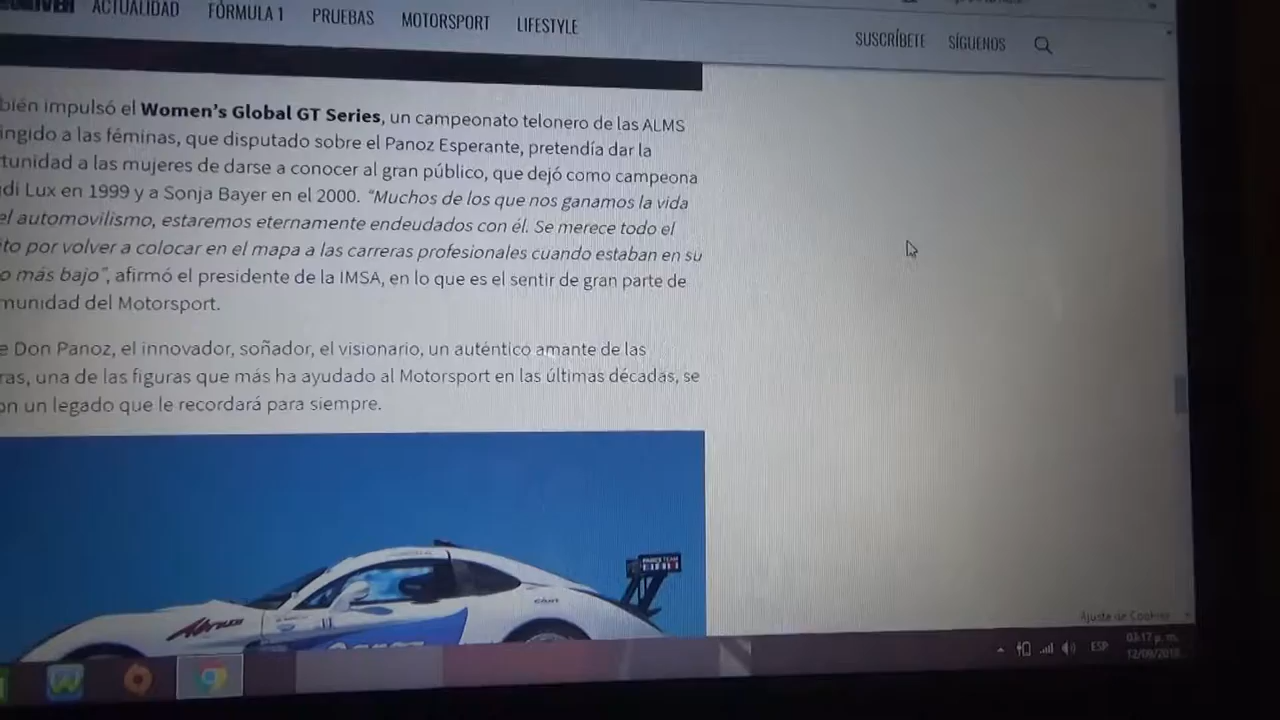 ACTUALIDAD FÓRMULA 1 PRUEBAS MOTORSPORT LIFESTYLE
SUSCRÍBETE SÍGUENOS
bién impulsó el Women's Global GT Series, un campeonato telonero de las ALMS
ingido a las féminas, que disputado sobre el Panoz Esperante, pretendía dar la
tunidad a las mujeres de darse a conocer al gran público, que dejó como campeona
di Lux en 1999 y a Sonja Bayer en el 2000. “Muchos de los que nos ganamos la vida
el automovilismo, estaremos eternamente endeudados con él. Se merece todo el
ito por volver a colocar en el mapa a las carreras profesionales cuando estaban en su
o más bajo”, afirmó el presidente de la IMSA, en lo que es el sentir de gran parte de
munidad del Motorsport.
e Don Panoz, el innovador, soñador, el visionario, un auténtico amante de las
ras, una de las figuras que más ha ayudado al Motorsport en las últimas décadas, se
on un legado que le recordará para siempre.
Ajuste de Cookies
ESP
03:17 p. m.
12/09/2018